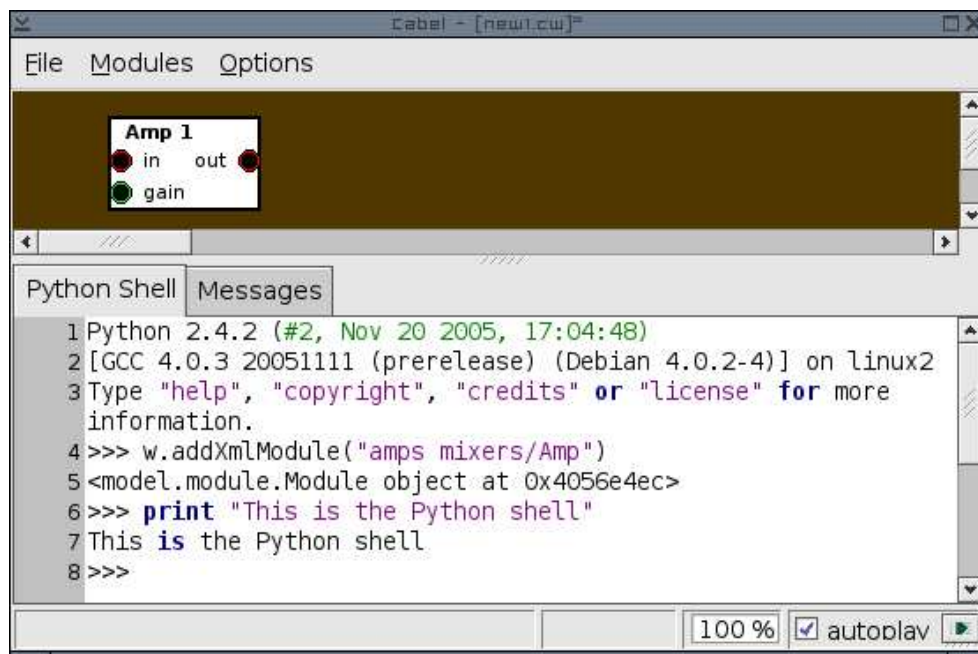 Cabel - [new1.cw]*
File Modules Options
Amp 1
in out
gain
Python Shell Messages
1 Python 2.4.2 (#2, Nov 20 2005, 17:04:48)
2 [GCC 4.0.3 20051111 (prerelease) (Debian 4.0.2-4)] on linux2
3 Type "help", "copyright", "credits" or "license" for more
information.
4 >>> w.addXmlModule("amps mixers/Amp")
5 <model.module.Module object at 0x4056e4ec>
6 >>> print "This is the Python shell"
7 This is the Python shell
8 >>>
100 % autoplay